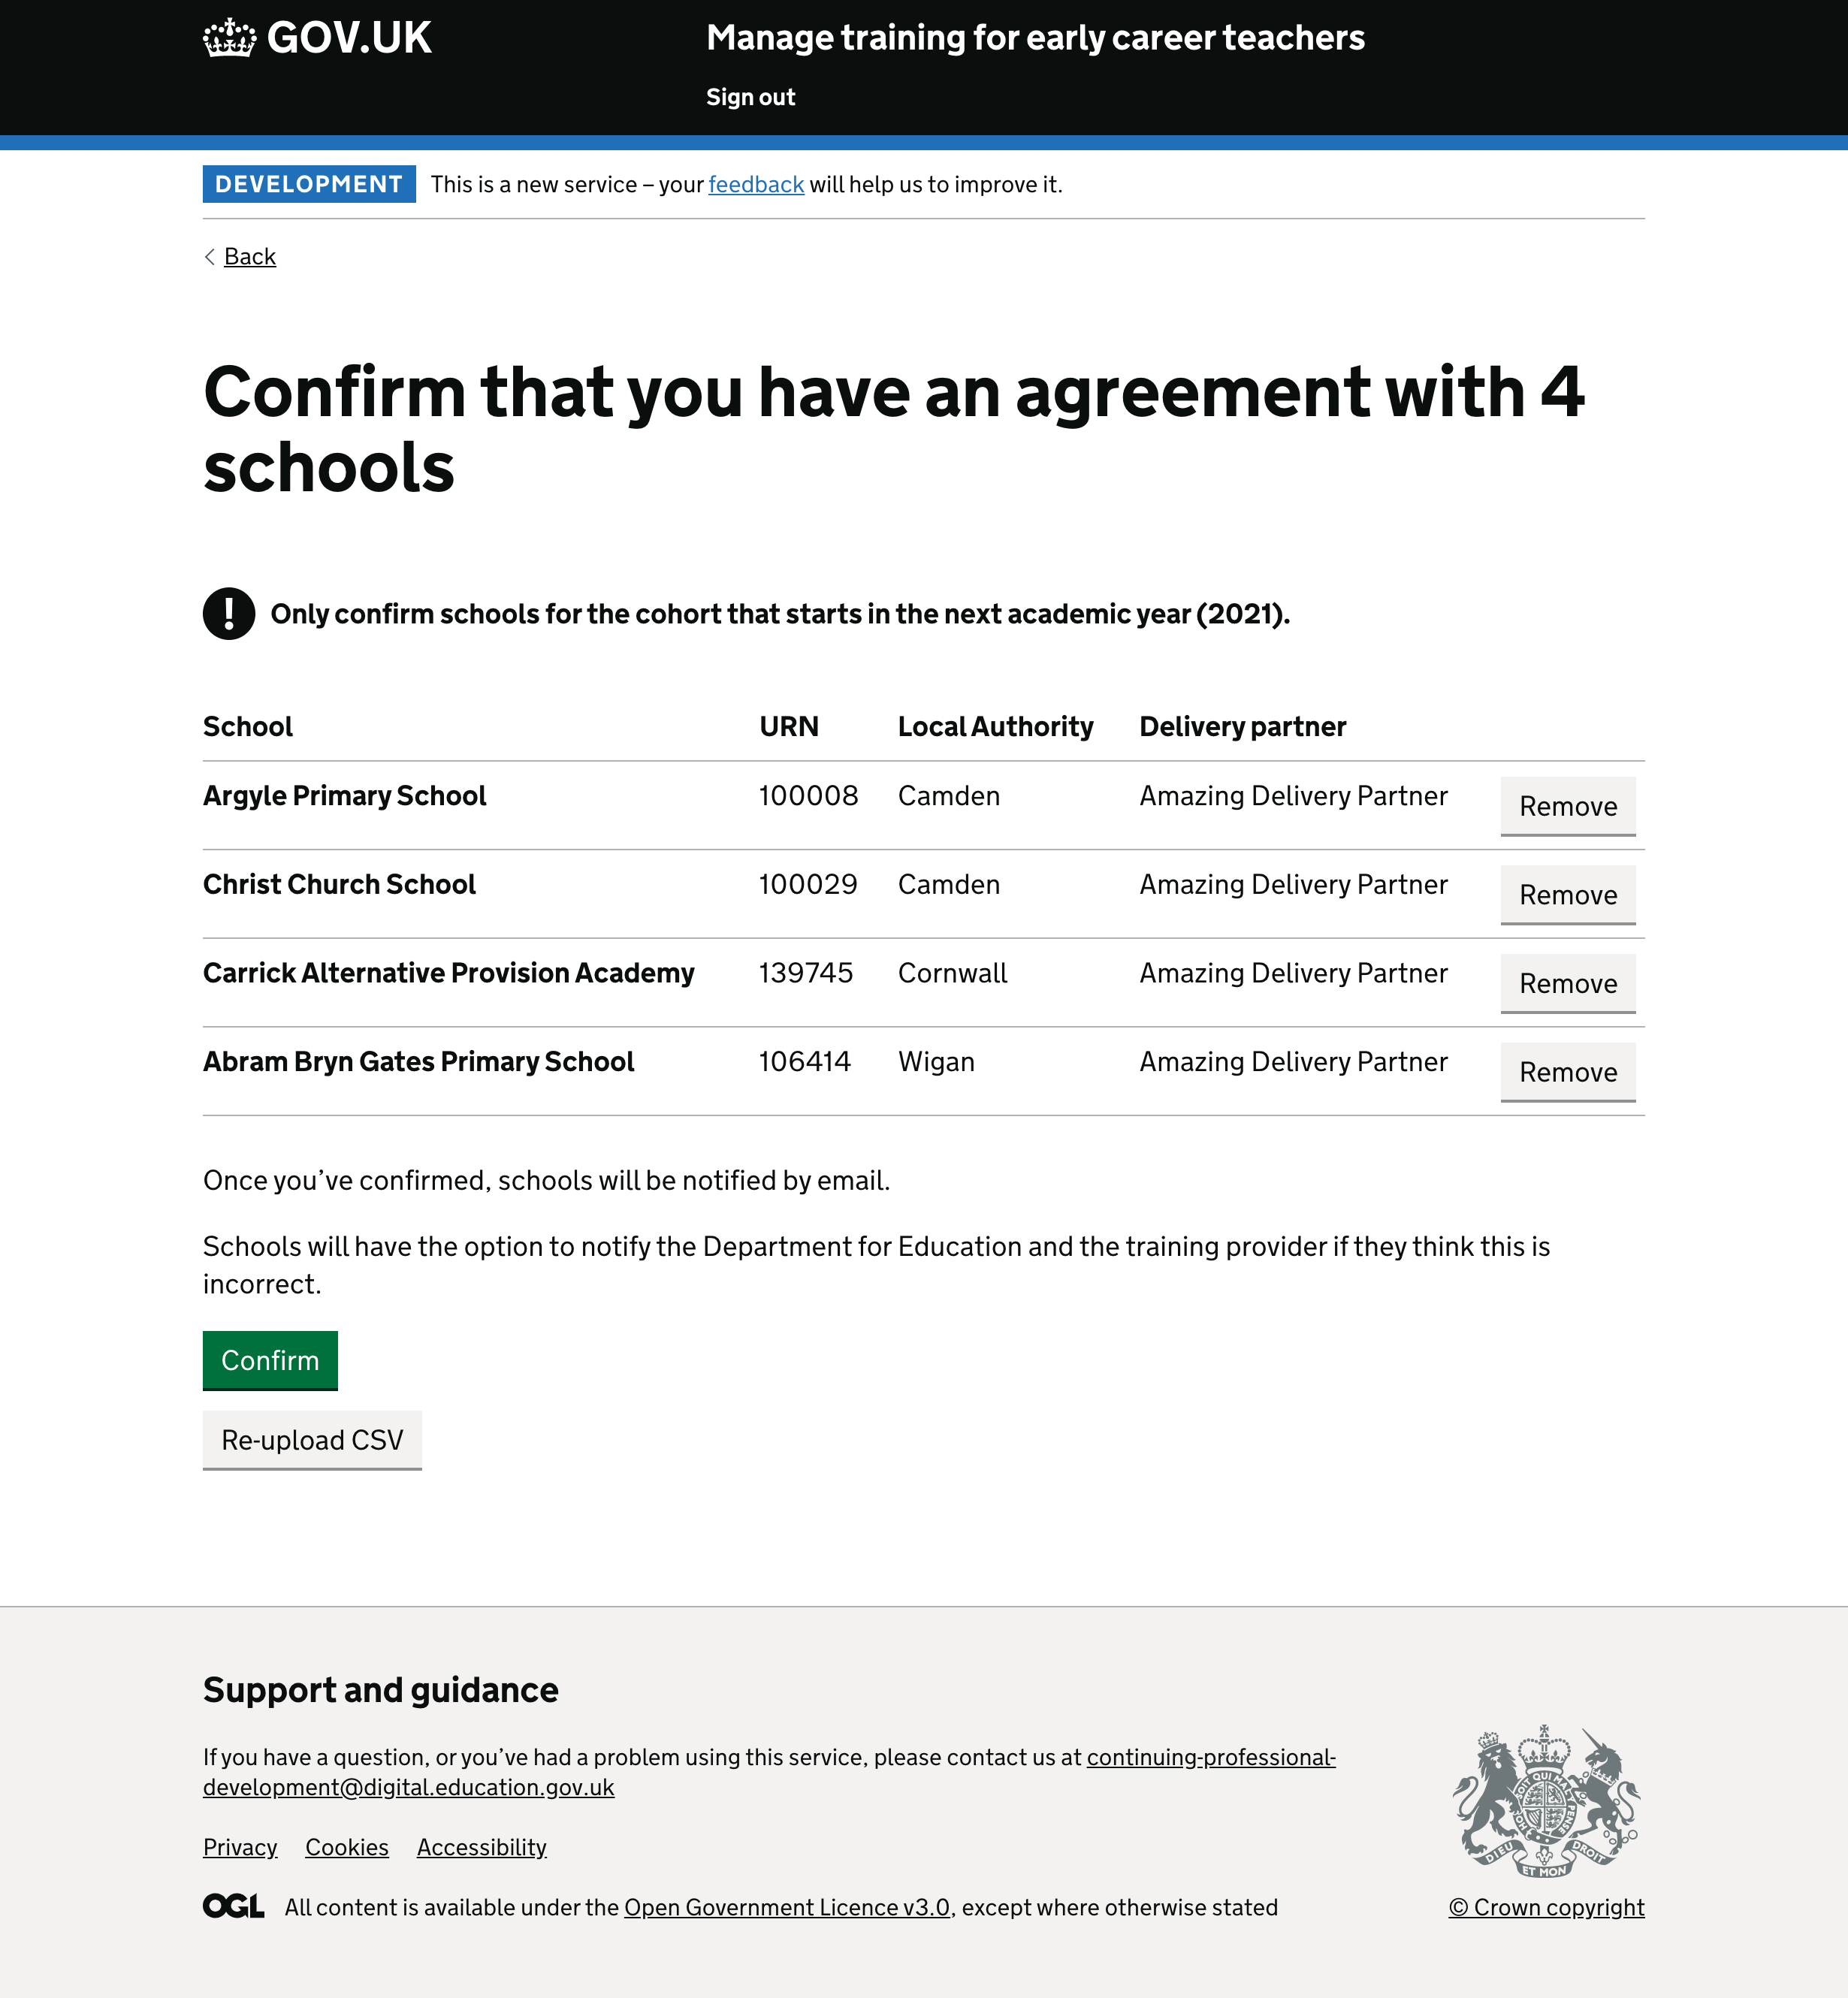 GOV.UK
Manage training for early career teachers
Sign out
DEVELOPMENT This is a new service – your feedback will help us to improve it.
Back
Confirm that you have an agreement with 4
schools
! Only confirm schools for the cohort that starts in the next academic year (2021).
School URN Local Authority Delivery partner
Argyle Primary School 100008 Camden Amazing Delivery Partner Remove
Christ Church School 100029 Camden Amazing Delivery Partner Remove
Carrick Alternative Provision Academy 139745 Cornwall Amazing Delivery Partner Remove
Abram Bryn Gates Primary School 106414 Wigan Amazing Delivery Partner Remove
Once you’ve confirmed, schools will be notified by email.
Schools will have the option to notify the Department for Education and the training provider if they think this is
incorrect.
Confirm
Re-upload CSV
Support and guidance
If you have a question, or you’ve had a problem using this service, please contact us at continuing-professional-
development@digital.education.gov.uk
Privacy Cookies Accessibility
DIEU ET MON DROIT
OGL All content is available under the Open Government Licence v3.0, except where otherwise stated
© Crown copyright